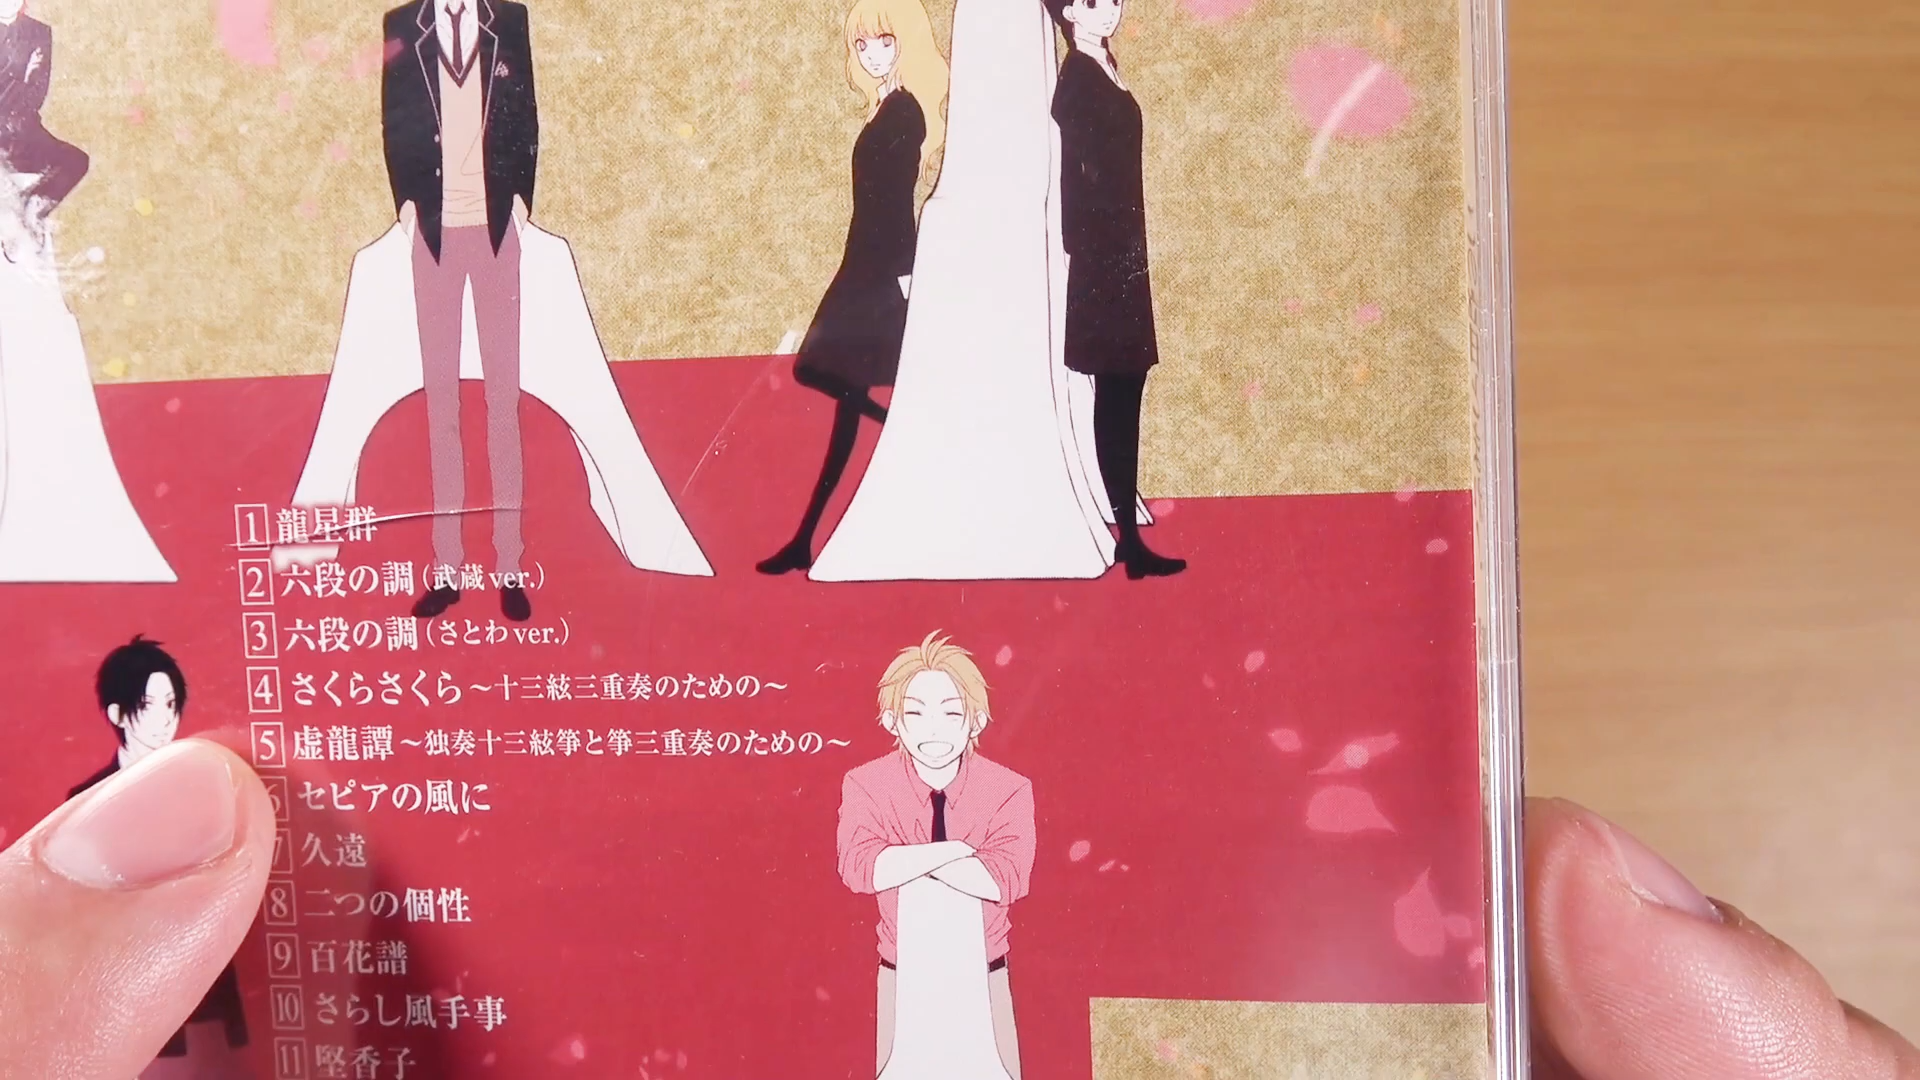 1 龍星群
2 六段の調 (武蔵 ver.)
3 六段の調 (さとわ ver.)
4 さくらさくら ～十三絃三重奏のための～
5 虚龍譚 ～独奏十三絃箏と箏三重奏のための～
6 セピアの風に
7 久遠
8 二つの個性
9 百花譜
10 さらし風手事
11 堅香子